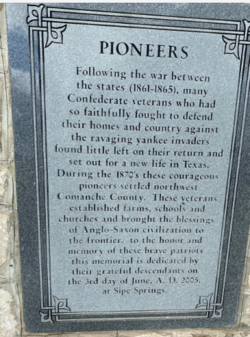 PIONEERS
Following the war between
the states (1861-1865), many
Confederate veterans who had
so faithfully fought to defend
their homes and country against
the ravaging yankee invaders
found little left on their return and
set out for a new life in Texas.
During the 1870's these courageous
pioneers settled northwest
Comanche County. These veterans
established farms, schools and
churches and brought the blessings
of Anglo-Saxon civilization to
the frontier. to the honor and
memory of these brave patriots
this memorial is dedicated by
their grateful descendants on
the 3rd day of June, A. D. 2005,
at Sipe Springs.